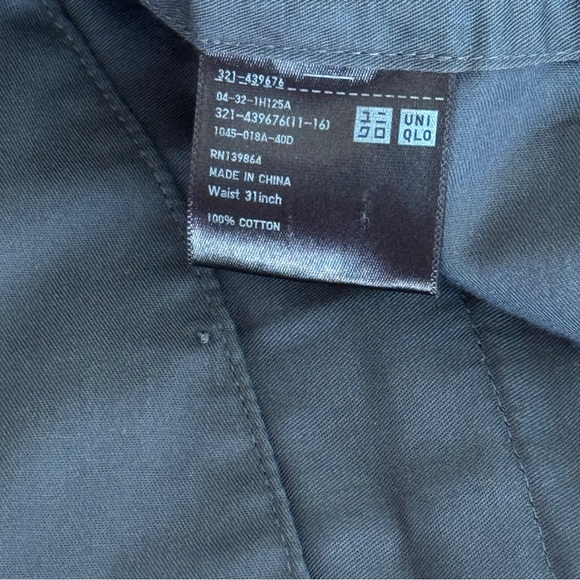 321-439676
04-32-1H125A
321-439676(11-16)
1045-018A-40D
ユニ
クロ
UNI
QLO
RN139864
MADE IN CHINA
Waist 31inch
100% COTTON